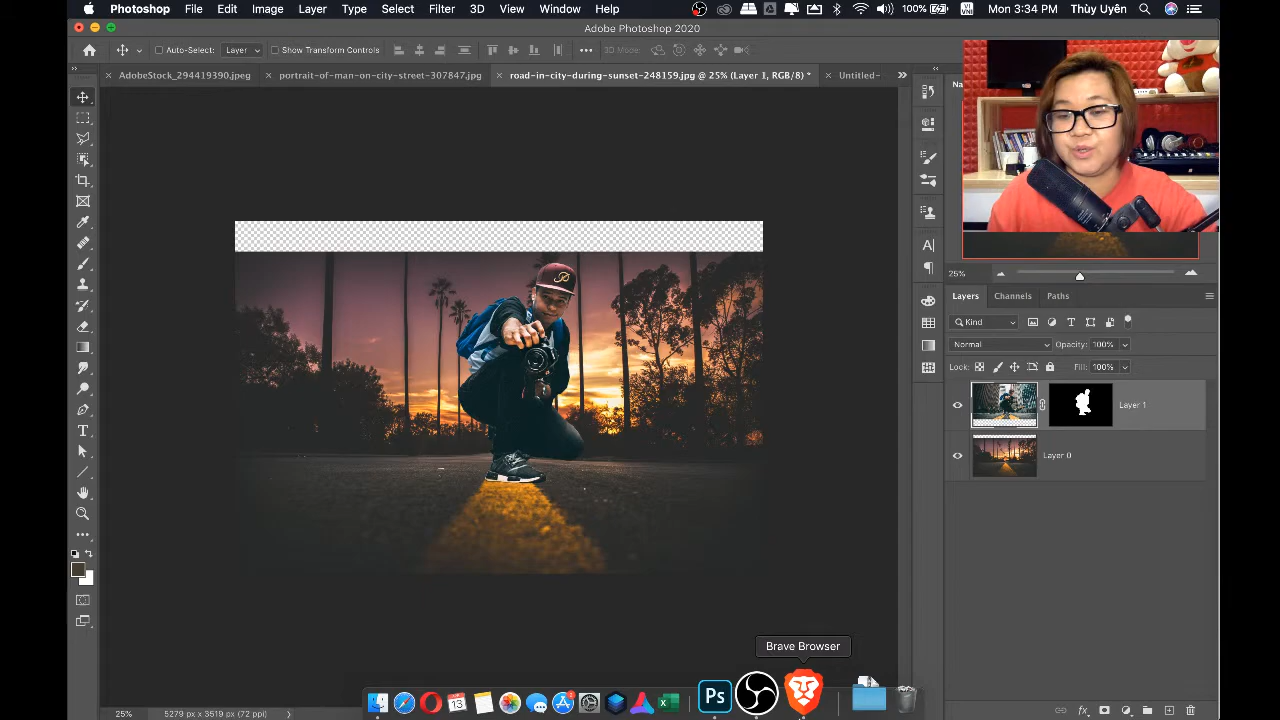 Photoshop File Edit Image Layer Type Select Filter 3D View Window Help 100% VI VNI Mon 3:34 PM Thùy Uyên
Adobe Photoshop 2020
Auto-Select: Layer Show Transform Controls 3D Mode:
AdobeStock_294419390.jpeg portrait-of-man-on-city-street-307847.jpg road-in-city-during-sunset-248159.jpg @ 25% (Layer 1, RGB/8) * Untitled-
Na
25%
Layers Channels Paths
Kind
Normal Opacity: 100%
Lock: Fill: 100%
Layer 1
Layer 0
Brave Browser
Ps
25% 5279 px x 3519 px (72 ppi)